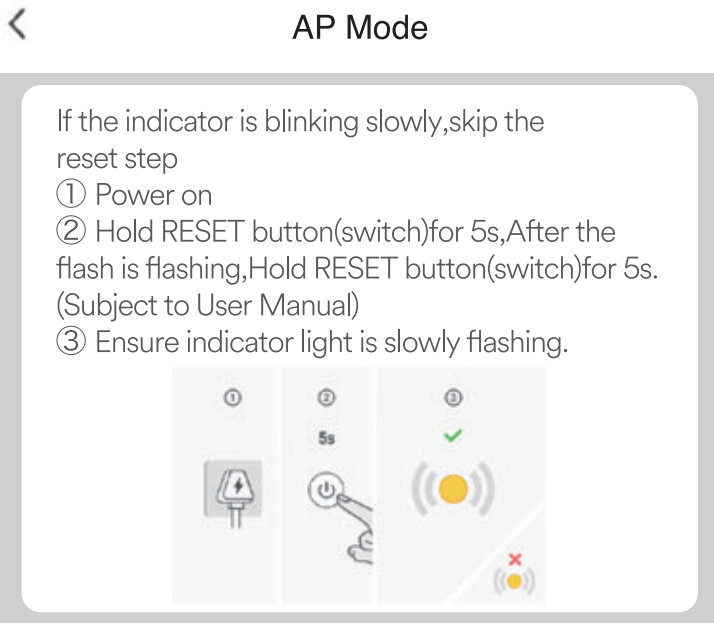 AP Mode
If the indicator is blinking slowly,skip the
reset step
① Power on
② Hold RESET button(switch)for 5s,After the
flash is flashing,Hold RESET button(switch)for 5s.
(Subject to User Manual)
③ Ensure indicator light is slowly flashing.
① ② ③
5s